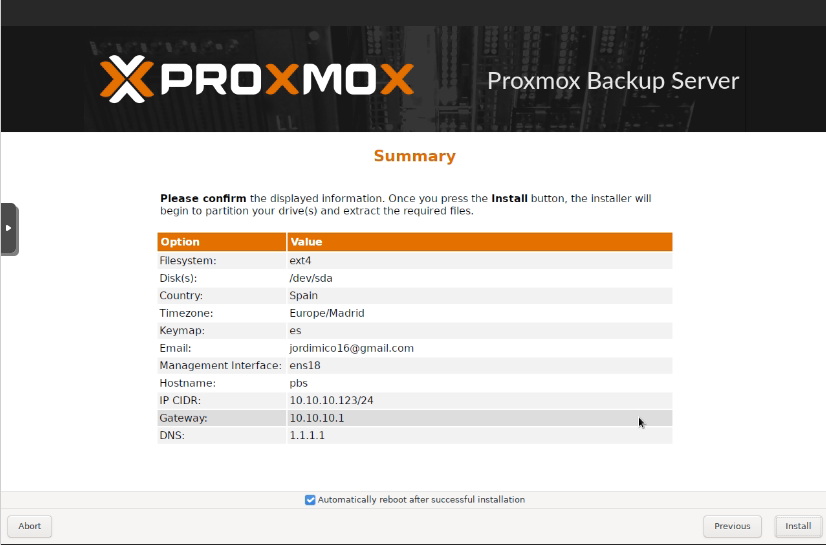 PROXMOX
Proxmox Backup Server
Summary
Please confirm the displayed information. Once you press the Install button, the installer will
begin to partition your drive(s) and extract the required files.
Option Value
Filesystem: ext4
Disk(s): /dev/sda
Country: Spain
Timezone: Europe/Madrid
Keymap: es
Email: jordimico16@gmail.com
Management Interface: ens18
Hostname: pbs
IP CIDR: 10.10.10.123/24
Gateway: 10.10.10.1
DNS: 1.1.1.1
Automatically reboot after successful installation
Abort Previous Install